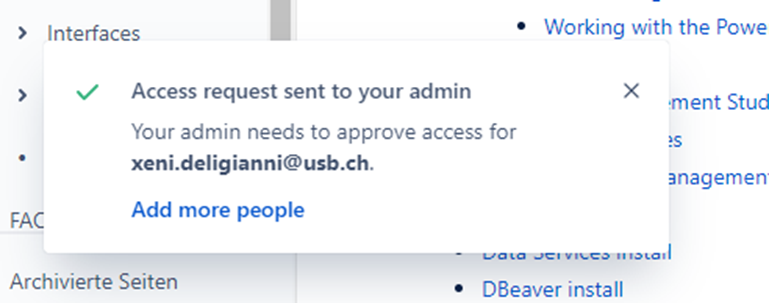 Interfaces
Working with the Powe
Access request sent to your admin
Your admin needs to approve access for
xeni.deligianni@usb.ch.
Add more people
ement Stud
es
anagement
FAC
Data Services install
Archivierte Seiten
DBeaver install